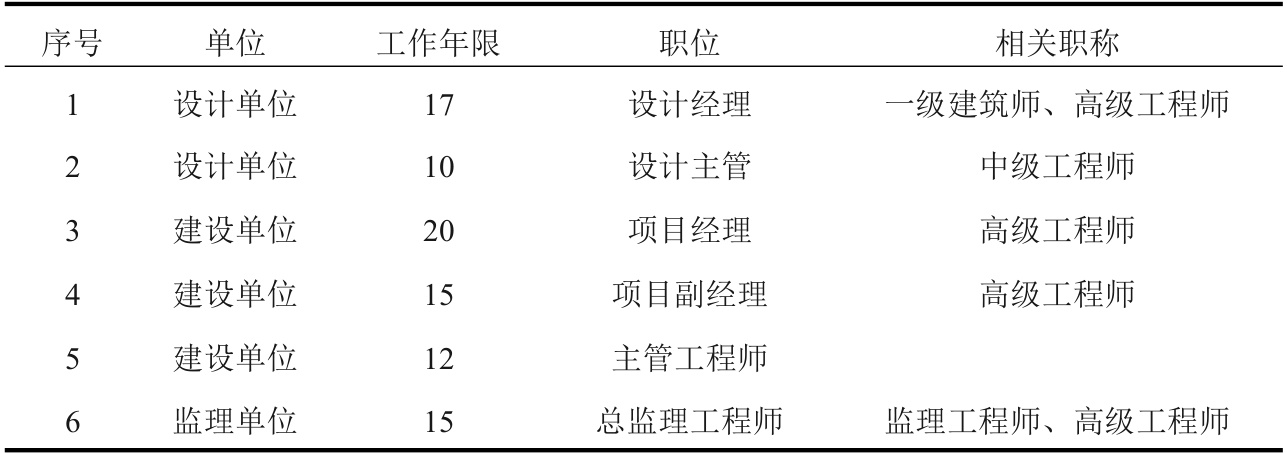 序号 单位 工作年限 职位 相关职称
1 设计单位 17 设计经理 一级建筑师、高级工程师
2 设计单位 10 设计主管 中级工程师
3 建设单位 20 项目经理 高级工程师
4 建设单位 15 项目副经理 高级工程师
5 建设单位 12 主管工程师
6 监理单位 15 总监理工程师 监理工程师、高级工程师